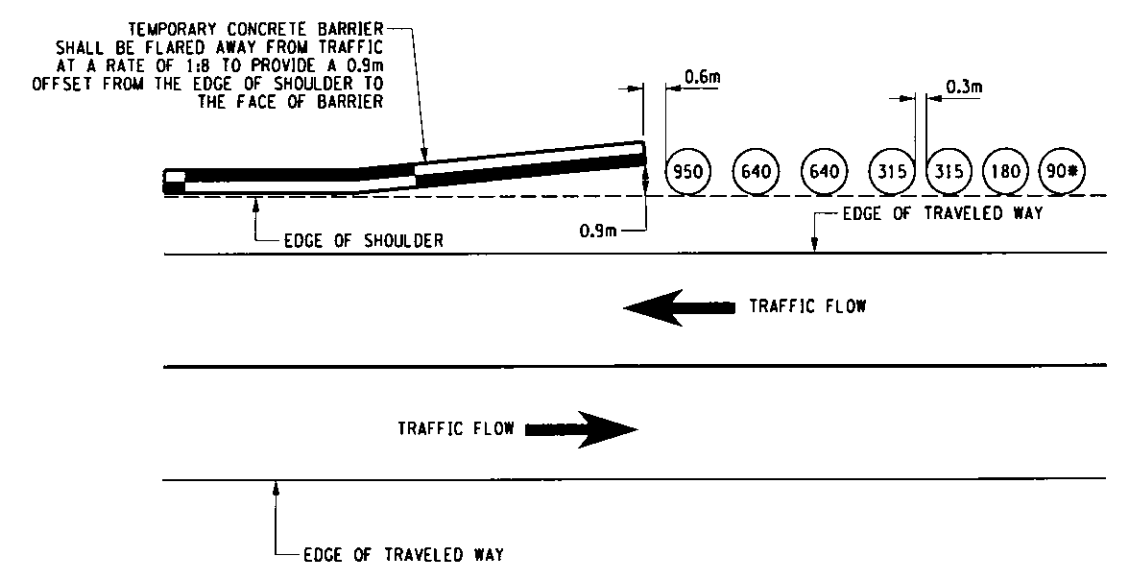 TEMPORARY CONCRETE BARRIER
SHALL BE FLARED AWAY FROM TRAFFIC
AT A RATE OF 1:8 TO PROVIDE A 0.9m
OFFSET FROM THE EDGE OF SHOULDER TO
THE FACE OF BARRIER
0.6m
0.3m
950 640 640 315 315 180 90*
EDGE OF SHOULDER
0.9m
EDGE OF TRAVELED WAY
TRAFFIC FLOW
TRAFFIC FLOW
EDGE OF TRAVELED WAY